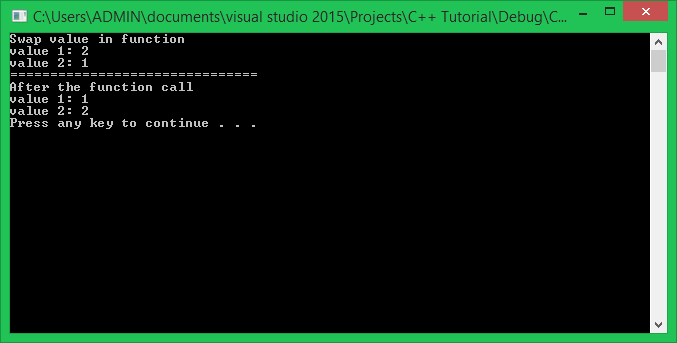 C:\Users\ADMIN\documents\visual studio 2015\Projects\C++ Tutorial\Debug\C...
Swap value in function
value 1: 2
value 2: 1
===============================
After the function call
value 1: 1
value 2: 2
Press any key to continue . . .